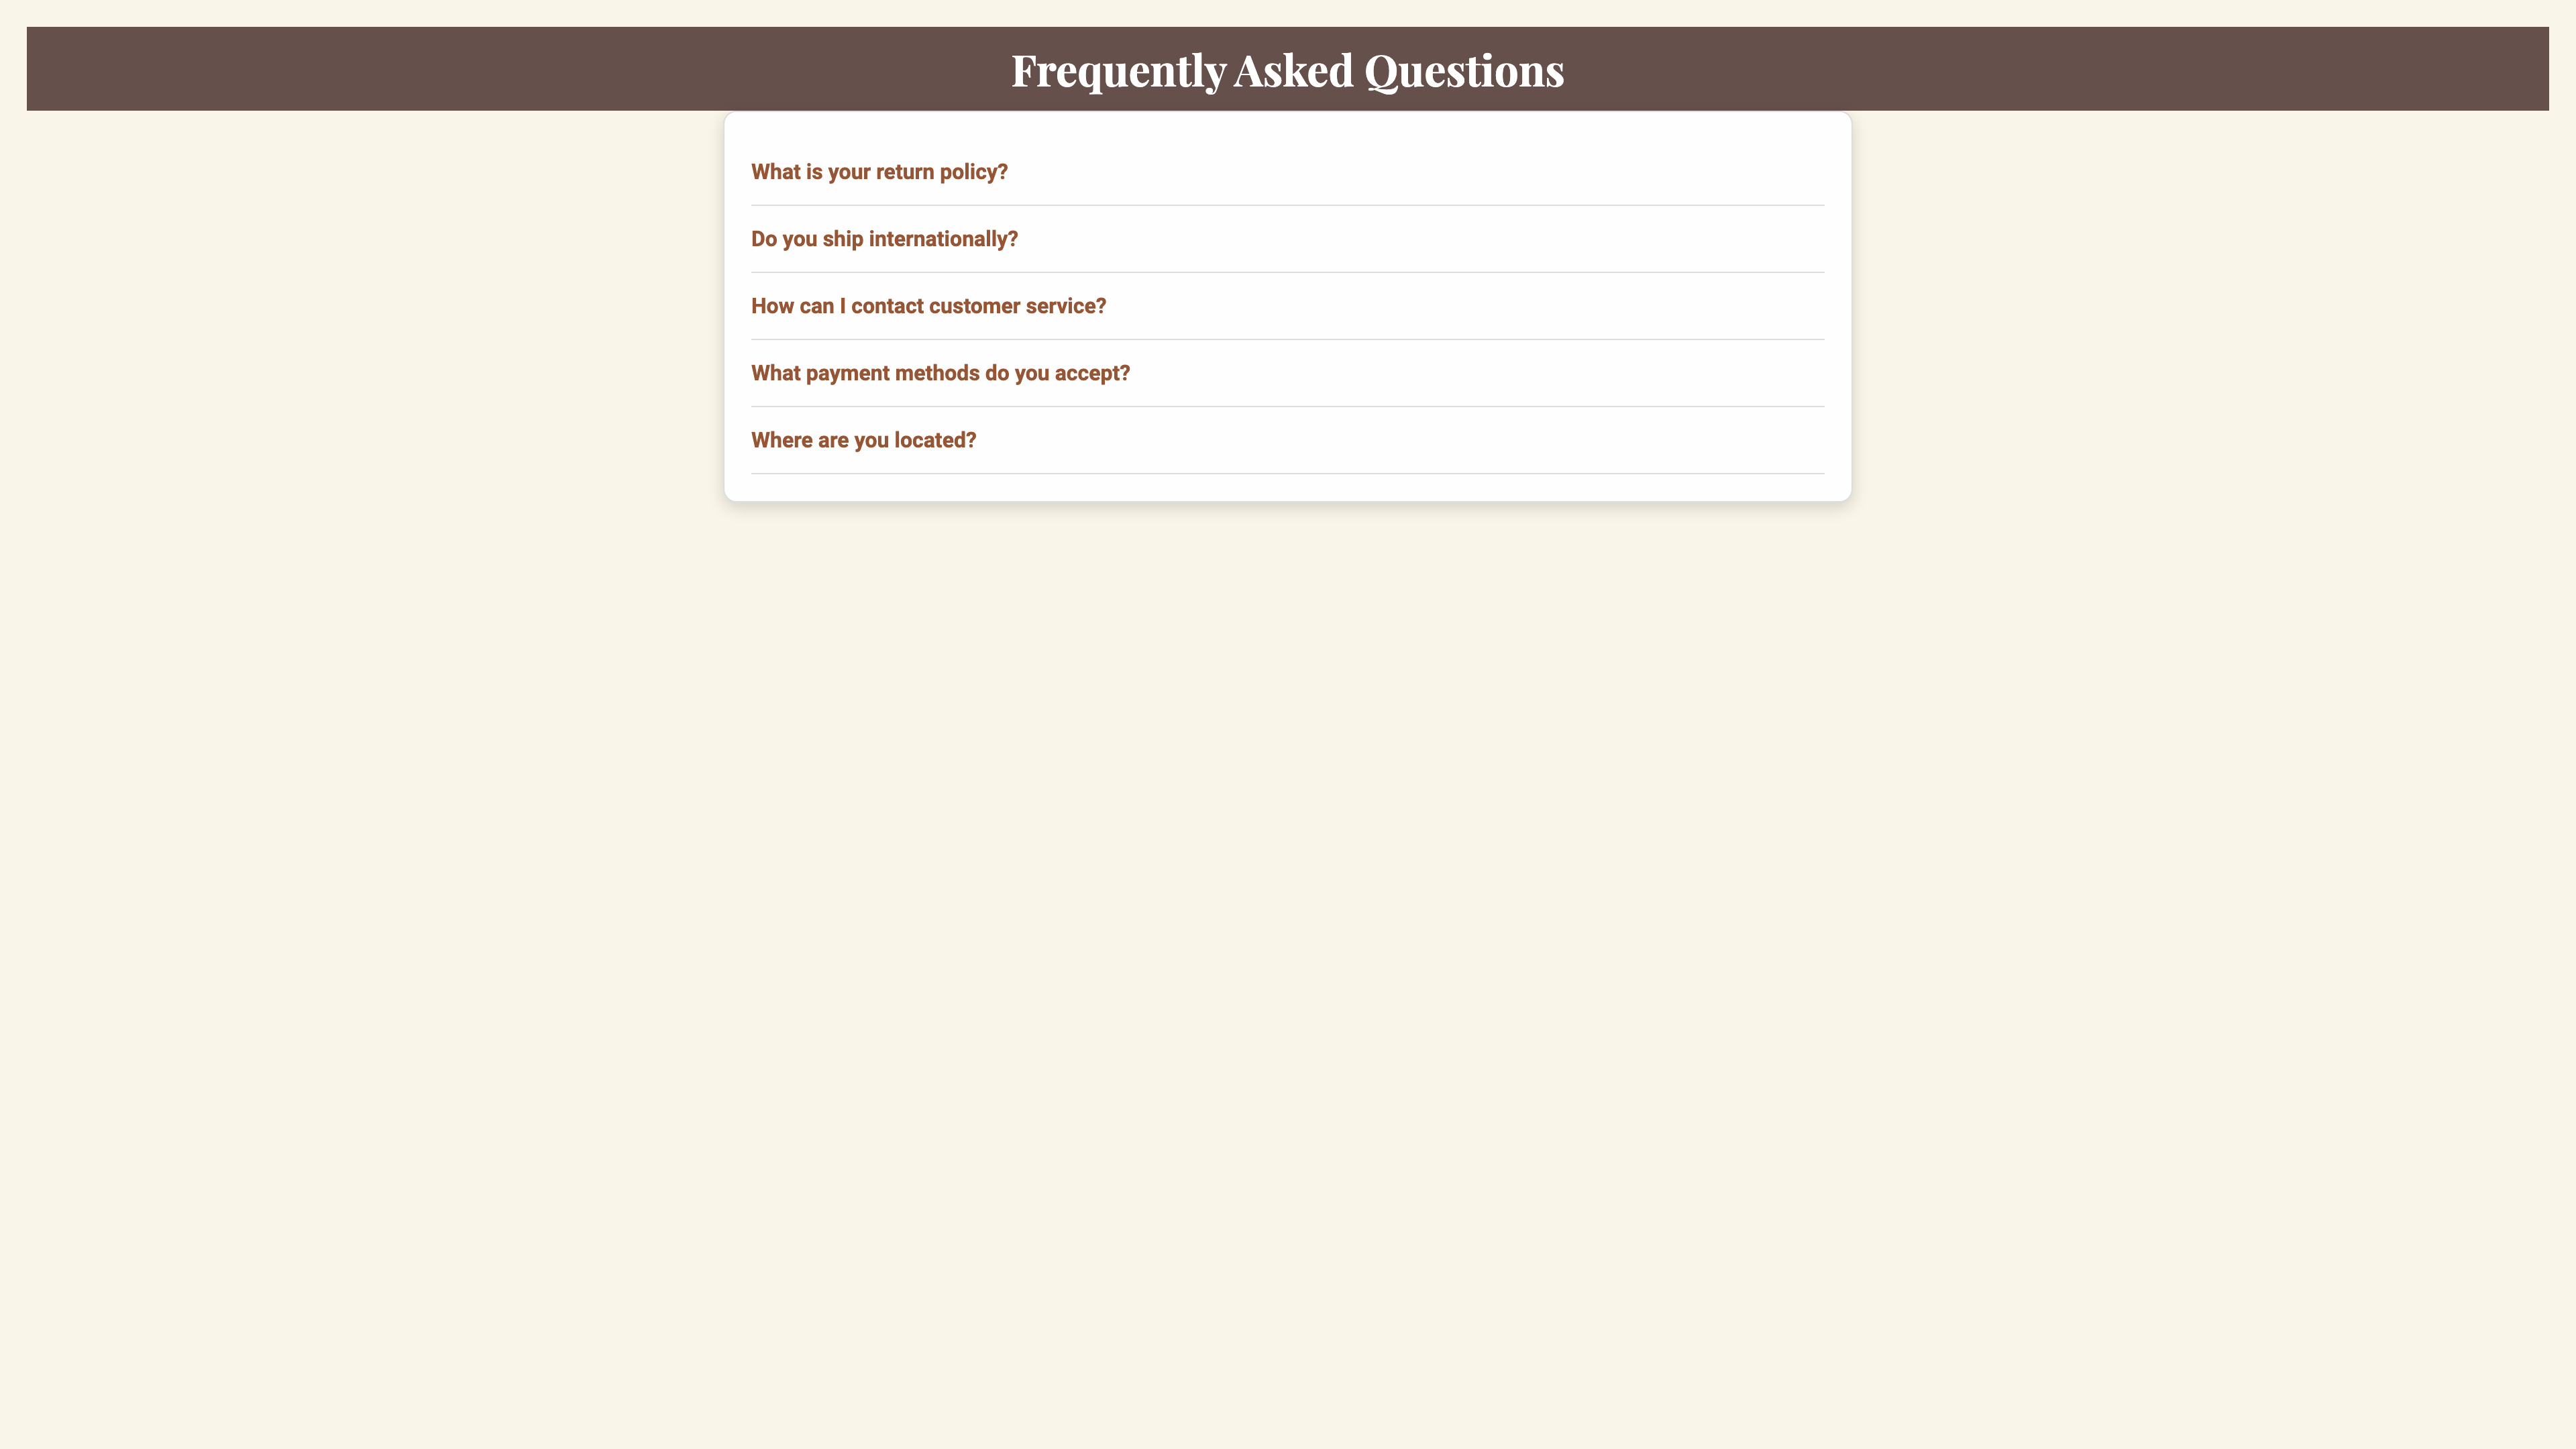 Frequently Asked Questions
What is your return policy?
Do you ship internationally?
How can I contact customer service?
What payment methods do you accept?
Where are you located?